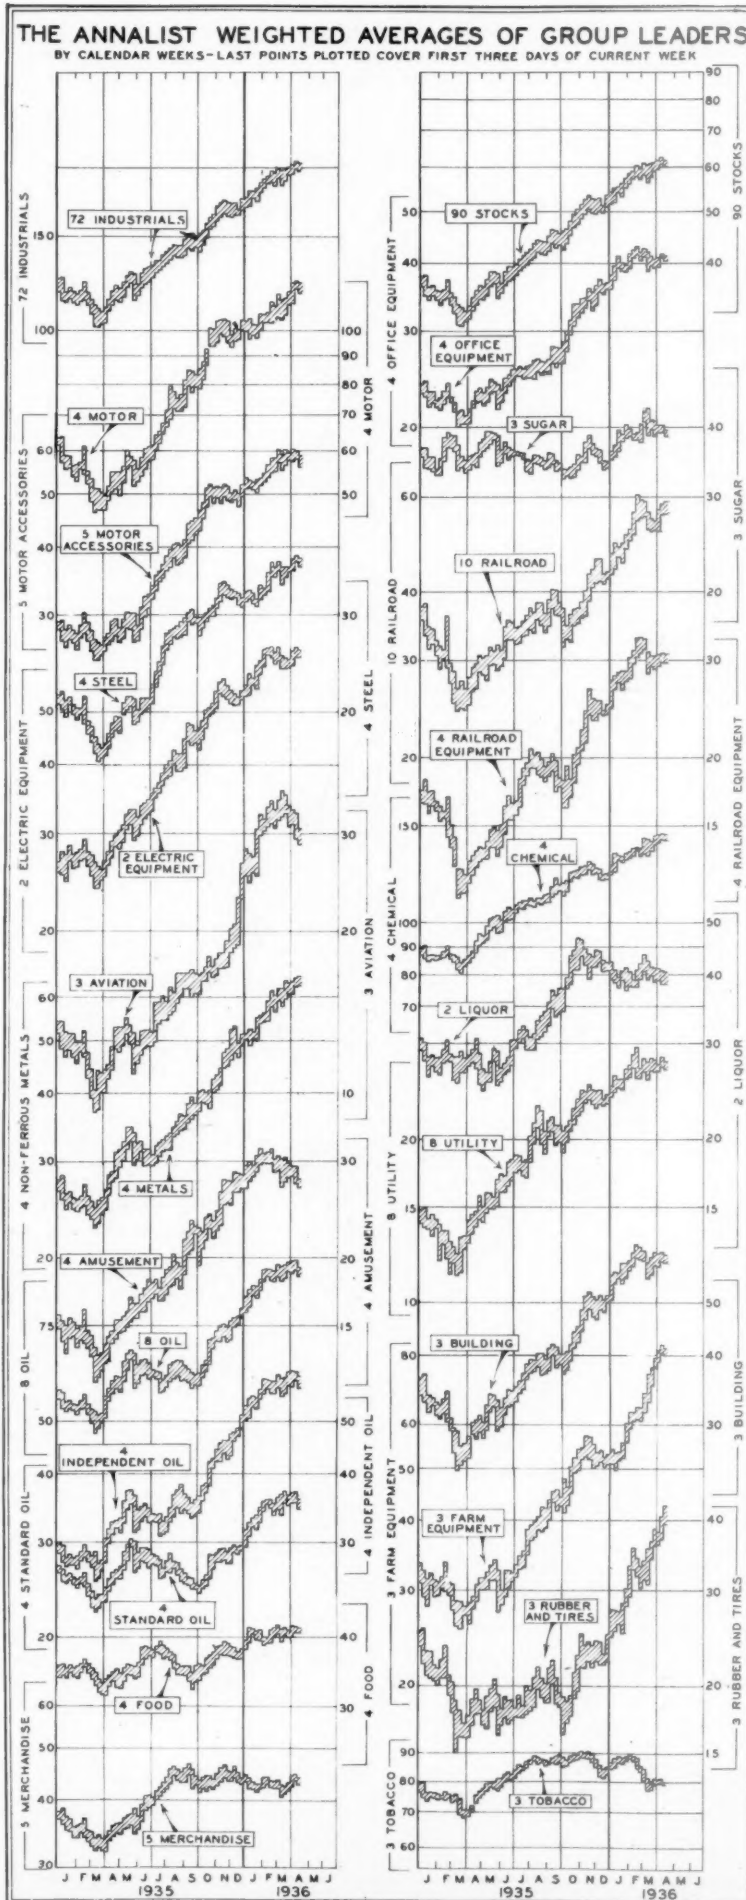 THE ANNALIST WEIGHTED AVERAGES OF GROUP LEADERS
BY CALENDAR WEEKS-LAST POINTS PLOTTED COVER FIRST THREE DAYS OF CURRENT WEEK
72 INDUSTRIALS
150
100
5 MOTOR ACCESSORIES
60
50
40
30
2 ELECTRIC EQUIPMENT
50
40
30
20
4 NON-FERROUS METALS
60
50
40
30
20
8 OIL
75
50
4 STANDARD OIL
40
30
20
5 MERCHANDISE
60
50
40
30
72 INDUSTRIALS
4 MOTOR
5 MOTOR
ACCESSORIES
4 STEEL
2 ELECTRIC
EQUIPMENT
3 AVIATION
4 METALS
4 AMUSEMENT
8 OIL
4
INDEPENDENT OIL
4
STANDARD OIL
4 FOOD
5 MERCHANDISE
4 MOTOR
100
90
80
70
60
50
4 STEEL
30
20
3 AVIATION
30
20
10
4 AMUSEMENT
30
20
15
4 INDEPENDENT OIL
50
40
30
4 FOOD
40
30
J F M A M J J A S O N D J F M A M J
1935 1936
4 OFFICE EQUIPMENT
50
40
30
20
10 RAILROAD
60
40
30
20
4 CHEMICAL
150
100
90
80
70
8 UTILITY
20
15
10
3 FARM EQUIPMENT
80
60
50
40
30
20
3 TOBACCO
90
80
70
60
90 STOCKS
4 OFFICE
EQUIPMENT
3 SUGAR
10 RAILROAD
4 RAILROAD
EQUIPMENT
4
CHEMICAL
2 LIQUOR
8 UTILITY
3 BUILDING
3 FARM
EQUIPMENT
3 RUBBER
AND TIRES
3 TOBACCO
90 STOCKS
90
80
70
60
50
40
3 SUGAR
40
30
20
4 RAILROAD EQUIPMENT
30
20
15
2 LIQUOR
50
40
30
20
15
3 BUILDING
50
40
30
3 RUBBER AND TIRES
40
30
20
15
J F M A M J J A S O N D J F M A M J
1935 1936